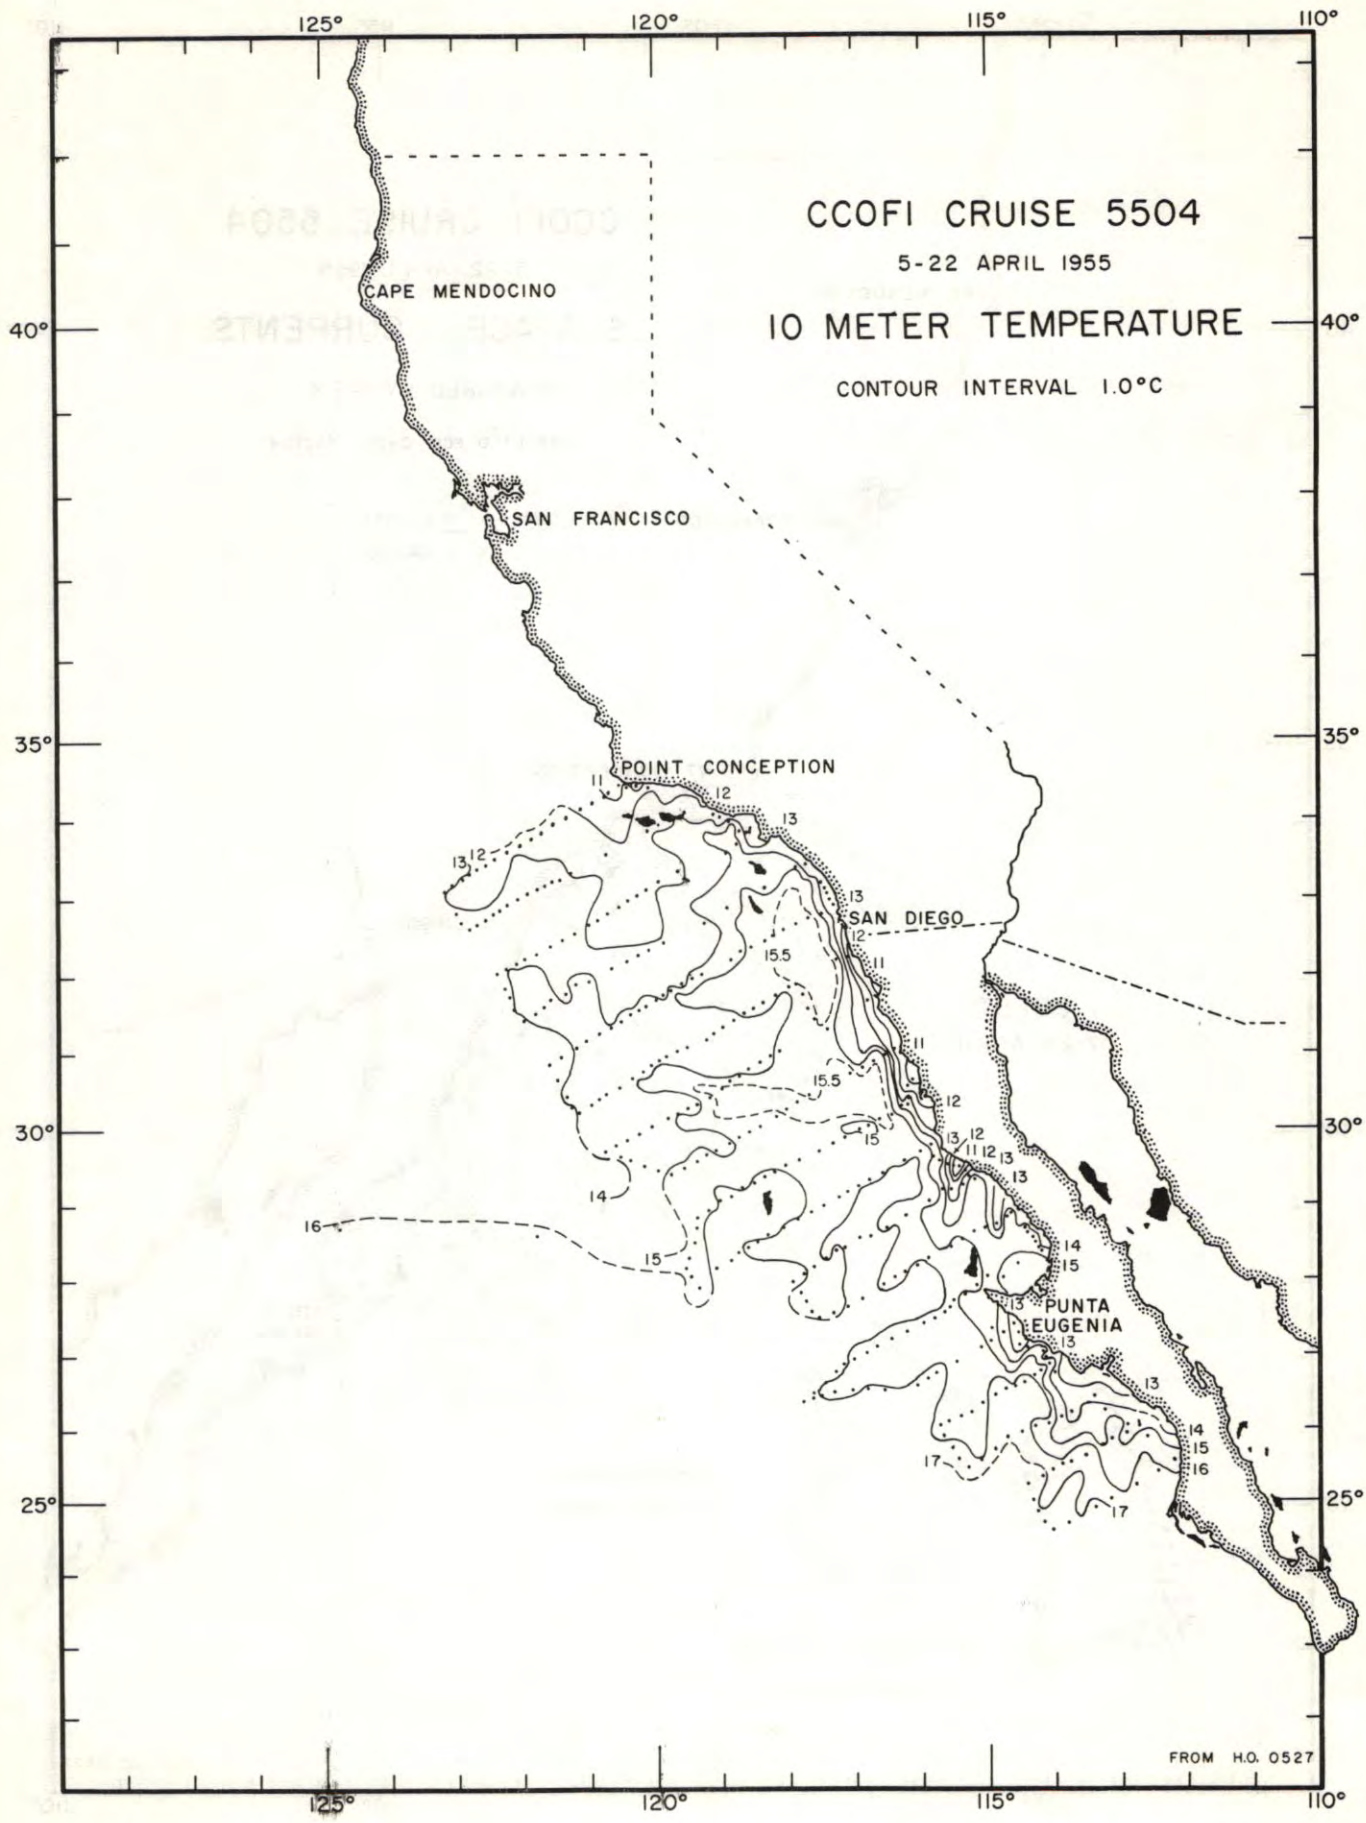 125° 120° 115° 110°
CCOFI CRUISE 5504
5-22 APRIL 1955
CAPE MENDOCINO
10 METER TEMPERATURE
40° 40°
CONTOUR INTERVAL 1.0°C
SAN FRANCISCO
35° 35°
POINT CONCEPTION
11
12
13
13 12
13
SAN DIEGO
12
15.5
11
11
15.5
12
30° 30°
15
13 12
11 12 13
13
14
16
14
15
15
13
PUNTA
EUGENIA
13
13
14
15
17
16
25° 25°
17
FROM H.O. 0527
125° 120° 115° 110°